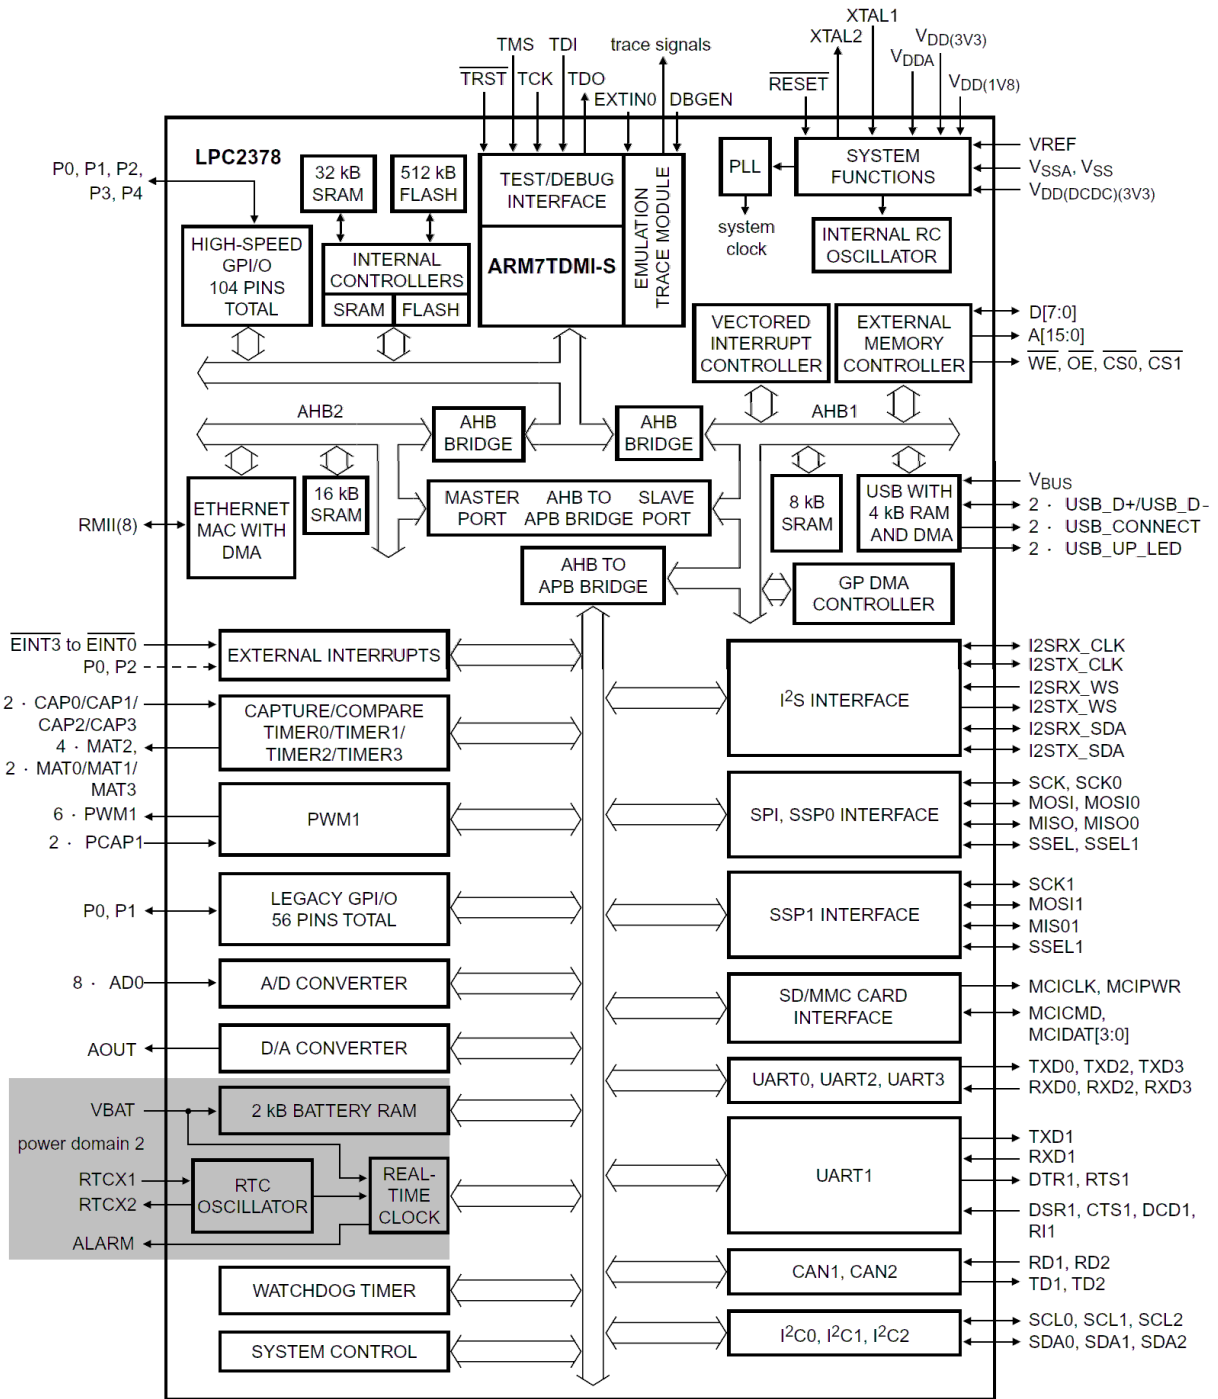 XTAL1
XTAL2
VDD(3V3)
VDDA
VDD(1V8)
RESET
TMS TDI
TRST TCK TDO
trace signals
EXTIN0 DBGEN
LPC2378
P0, P1, P2,
P3, P4
32 kB
SRAM
512 kB
FLASH
TEST/DEBUG
INTERFACE
EMULATION
TRACE MODULE
ARM7TDMI-S
PLL
SYSTEM
FUNCTIONS
VREF
VSSA, VSS
VDD(DCDC)(3V3)
system
clock
INTERNAL RC
OSCILLATOR
HIGH-SPEED
GPI/O
104 PINS
TOTAL
INTERNAL
CONTROLLERS
SRAM FLASH
VECTORED
INTERRUPT
CONTROLLER
EXTERNAL
MEMORY
CONTROLLER
D[7:0]
A[15:0]
WE, OE, CS0, CS1
AHB2
AHB
BRIDGE
AHB
BRIDGE
AHB1
ETHERNET
MAC WITH
DMA
RMII(8)
16 kB
SRAM
MASTER AHB TO SLAVE
PORT APB BRIDGE PORT
8 kB
SRAM
USB WITH
4 kB RAM
AND DMA
VBUS
2 · USB_D+/USB_D-
2 · USB_CONNECT
2 · USB_UP_LED
AHB TO
APB BRIDGE
GP DMA
CONTROLLER
EINT3 to EINT0
P0, P2
EXTERNAL INTERRUPTS
2 · CAP0/CAP1/
CAP2/CAP3
4 · MAT2,
2 · MAT0/MAT1/
MAT3
CAPTURE/COMPARE
TIMER0/TIMER1/
TIMER2/TIMER3
6 · PWM1
2 · PCAP1
PWM1
P0, P1
LEGACY GPI/O
56 PINS TOTAL
8 · AD0
A/D CONVERTER
AOUT
D/A CONVERTER
VBAT
2 kB BATTERY RAM
power domain 2
RTCX1
RTCX2
RTC
OSCILLATOR
REAL-
TIME
CLOCK
ALARM
WATCHDOG TIMER
SYSTEM CONTROL
I2S INTERFACE
I2SRX_CLK
I2STX_CLK
I2SRX_WS
I2STX_WS
I2SRX_SDA
I2STX_SDA
SPI, SSP0 INTERFACE
SCK, SCK0
MOSI, MOSI0
MISO, MISO0
SSEL, SSEL1
SSP1 INTERFACE
SCK1
MOSI1
MIS01
SSEL1
SD/MMC CARD
INTERFACE
MCICLK, MCIPWR
MCICMD,
MCIDAT[3:0]
UART0, UART2, UART3
TXD0, TXD2, TXD3
RXD0, RXD2, RXD3
UART1
TXD1
RXD1
DTR1, RTS1
DSR1, CTS1, DCD1,
RI1
CAN1, CAN2
RD1, RD2
TD1, TD2
I2C0, I2C1, I2C2
SCL0, SCL1, SCL2
SDA0, SDA1, SDA2